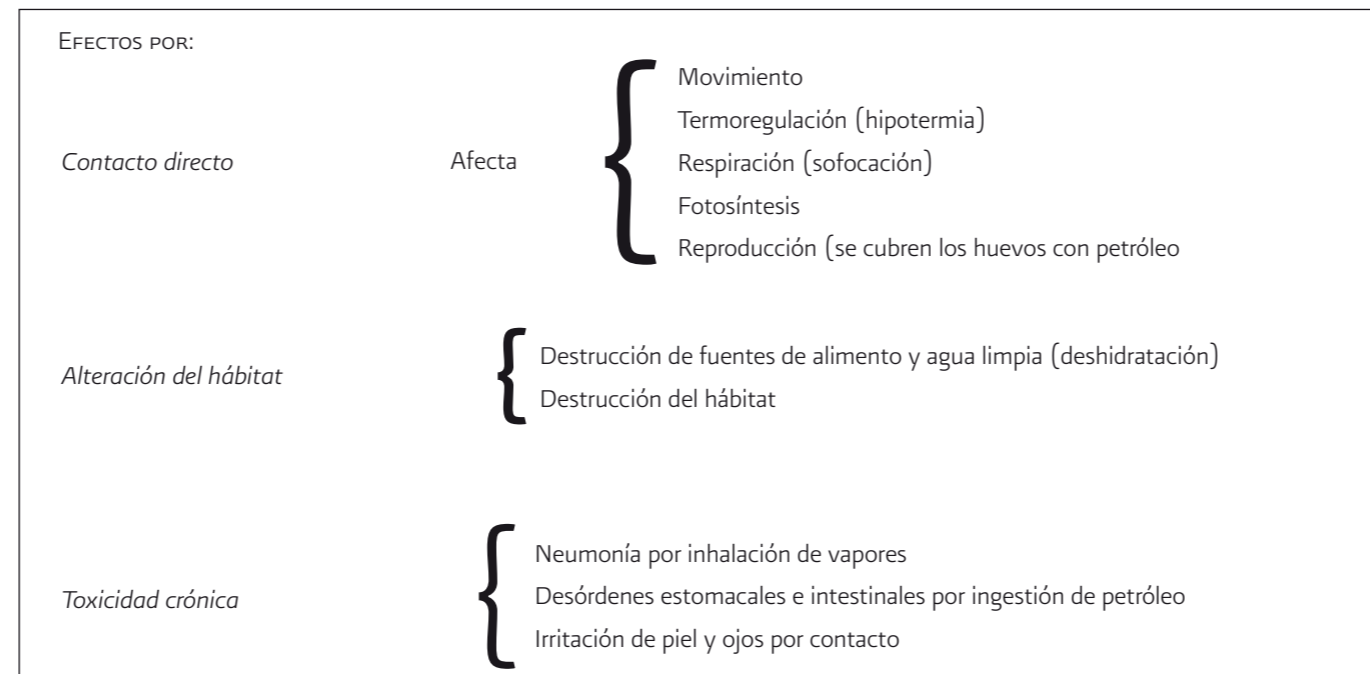 Efectos por:
Movimiento
Termoregulación (hipotermia)
Contacto directo
Afecta
Respiración (sofocación)
Fotosíntesis
Reproducción (se cubren los huevos con petróleo
Destrucción de fuentes de alimento y agua limpia (deshidratación)
Alteración del hábitat
Destrucción del hábitat
Neumonía por inhalación de vapores
Toxicidad crónica
Desórdenes estomacales e intestinales por ingestión de petróleo
Irritación de piel y ojos por contacto